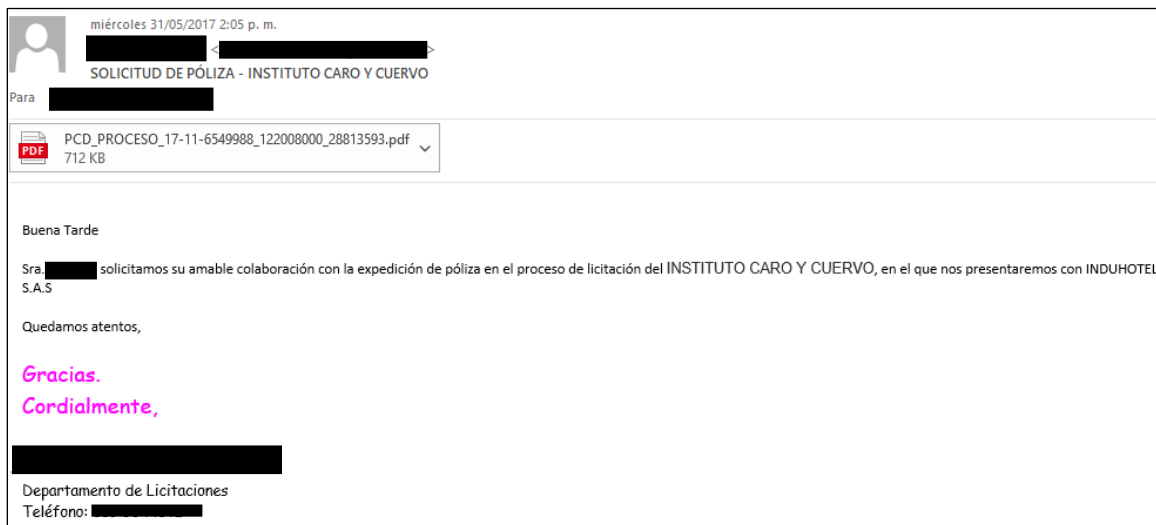 miércoles 31/05/2017 2:05 p. m.
< >
SOLICITUD DE PÓLIZA - INSTITUTO CARO Y CUERVO
Para
PDF
PCD_PROCESO_17-11-6549988_122008000_28813593.pdf
712 KB
Buena Tarde
Sra. solicitamos su amable colaboración con la expedición de póliza en el proceso de licitación del INSTITUTO CARO Y CUERVO, en el que nos presentaremos con INDUHOTEL
S.A.S
Quedamos atentos,
Gracias.
Cordialmente,
Departamento de Licitaciones
Teléfono: